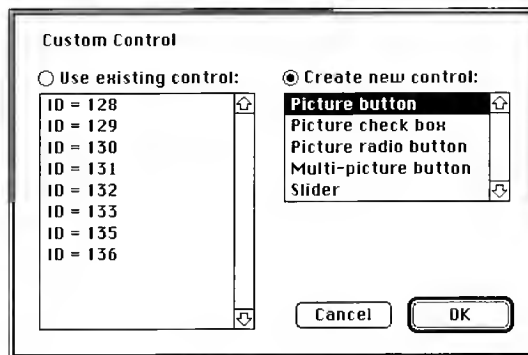 Custom Control
Use existing control:
ID = 128
ID = 129
ID = 130
ID = 131
ID = 132
ID = 133
ID = 135
ID = 136
Create new control:
Picture button
Picture check box
Picture radio button
Multi-picture button
Slider
Cancel
OK